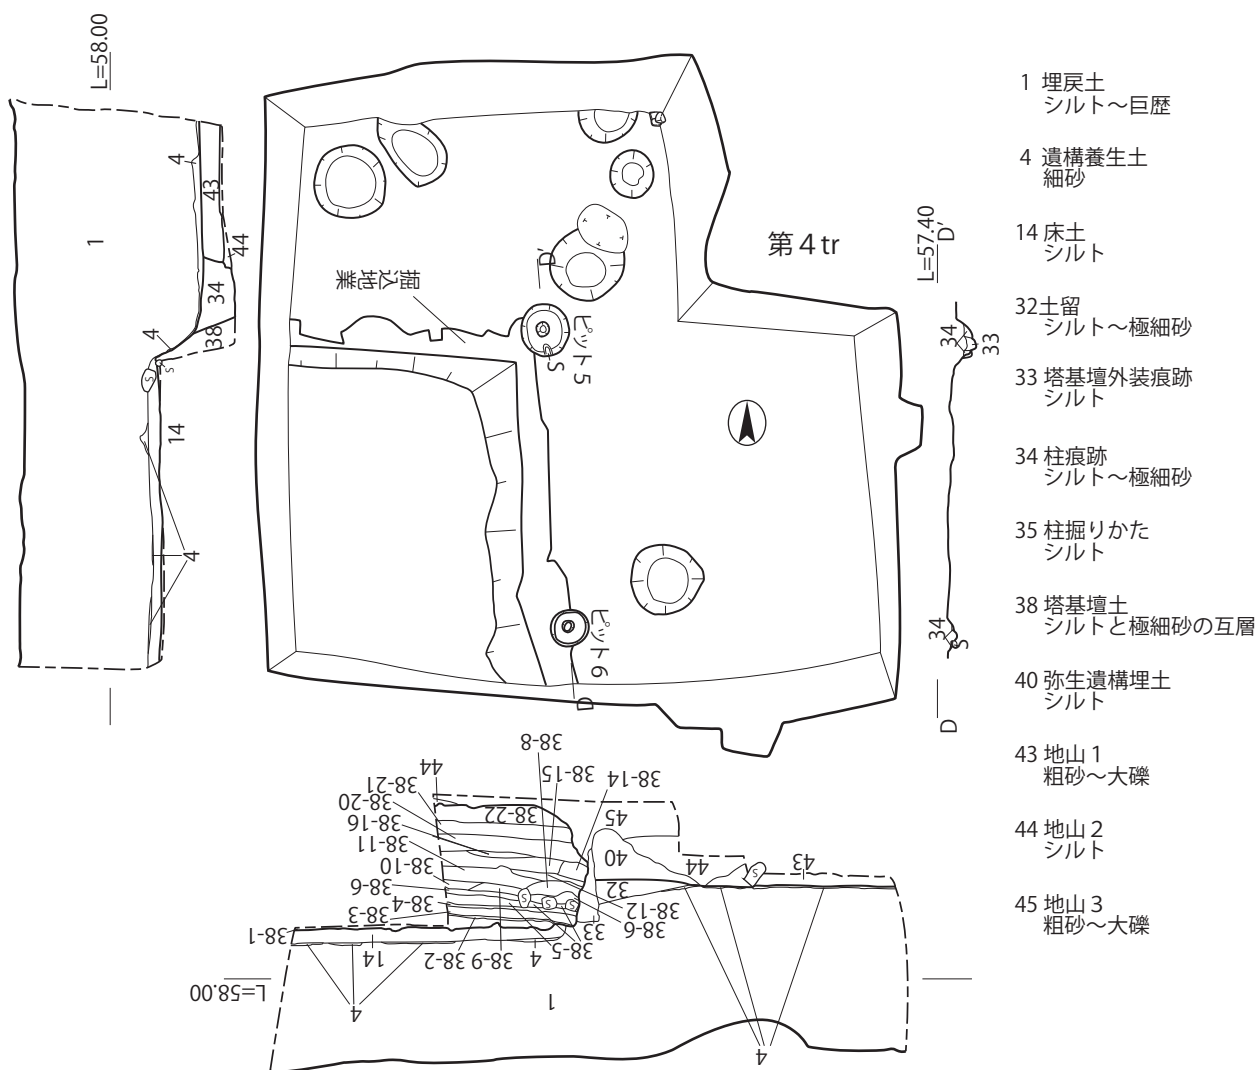 L=58.00
4
43
1
44
34
4
38
S
S
14
4
第４tr
掘込地業
D'
ピット5
S
ピット6
D
L=57.40
D'
34
33
34
S
D
38-8
44
38-15
38-14
38-21
38-20
38-22
38-16
45
38-11
40
44
43
38-10
38-6
32
38-4
S
S
S
38-12
38-3
33
38-6
38-1
14
38-2
38-9
4
38-5
L=58.00
4
1
4
1 埋戻土
シルト～巨歴
4 遺構養生土
細砂
14 床土
シルト
32土留
シルト～極細砂
33 塔基壇外装痕跡
シルト
34 柱痕跡
シルト～極細砂
35 柱掘りかた
シルト
38 塔基壇土
シルトと極細砂の互層
40 弥生遺構埋土
シルト
43 地山１
粗砂～大礫
44 地山２
シルト
45 地山３
粗砂～大礫